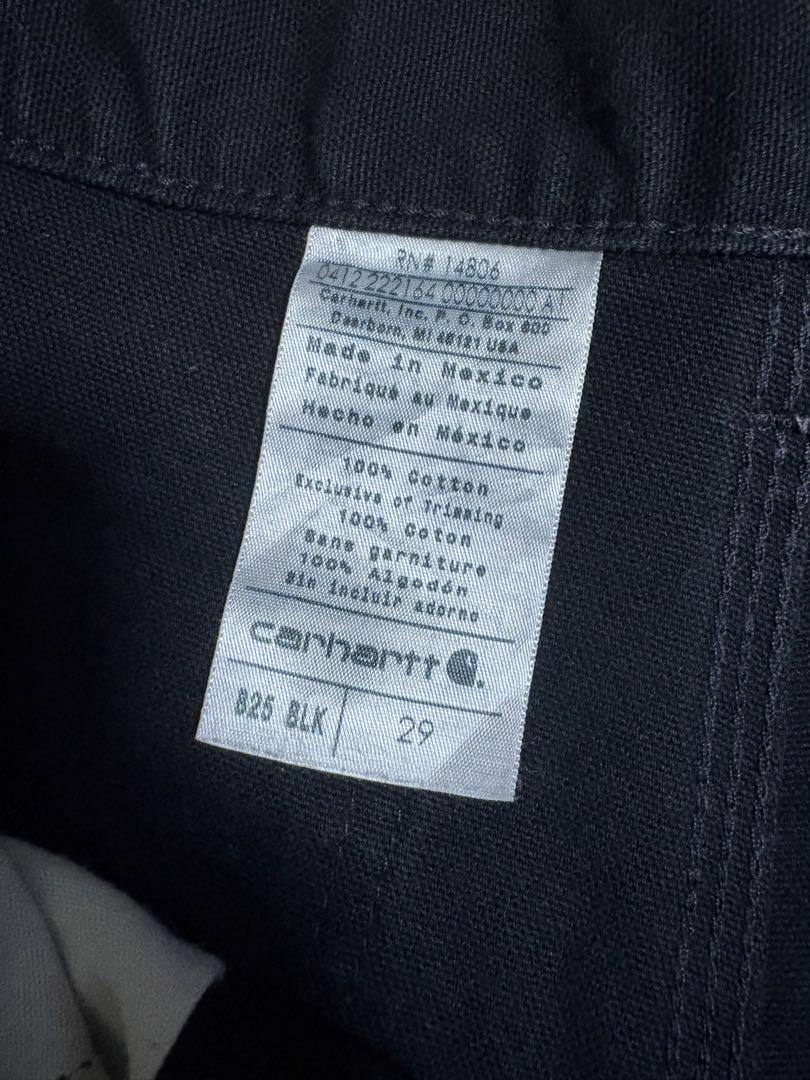 RN# 14806
0412 222164 00000000 A1
Carhartt, Inc. P. O. Box 600
Dearborn, MI 48121 USA
Made in Mexico
Fabriqué au Mexique
Hecho en México
100% Cotton
Exclusive of Trimming
100% Coton
Sans garniture
100% Algodón
Sin incluir adorno
carhartt
B25 BLK
29